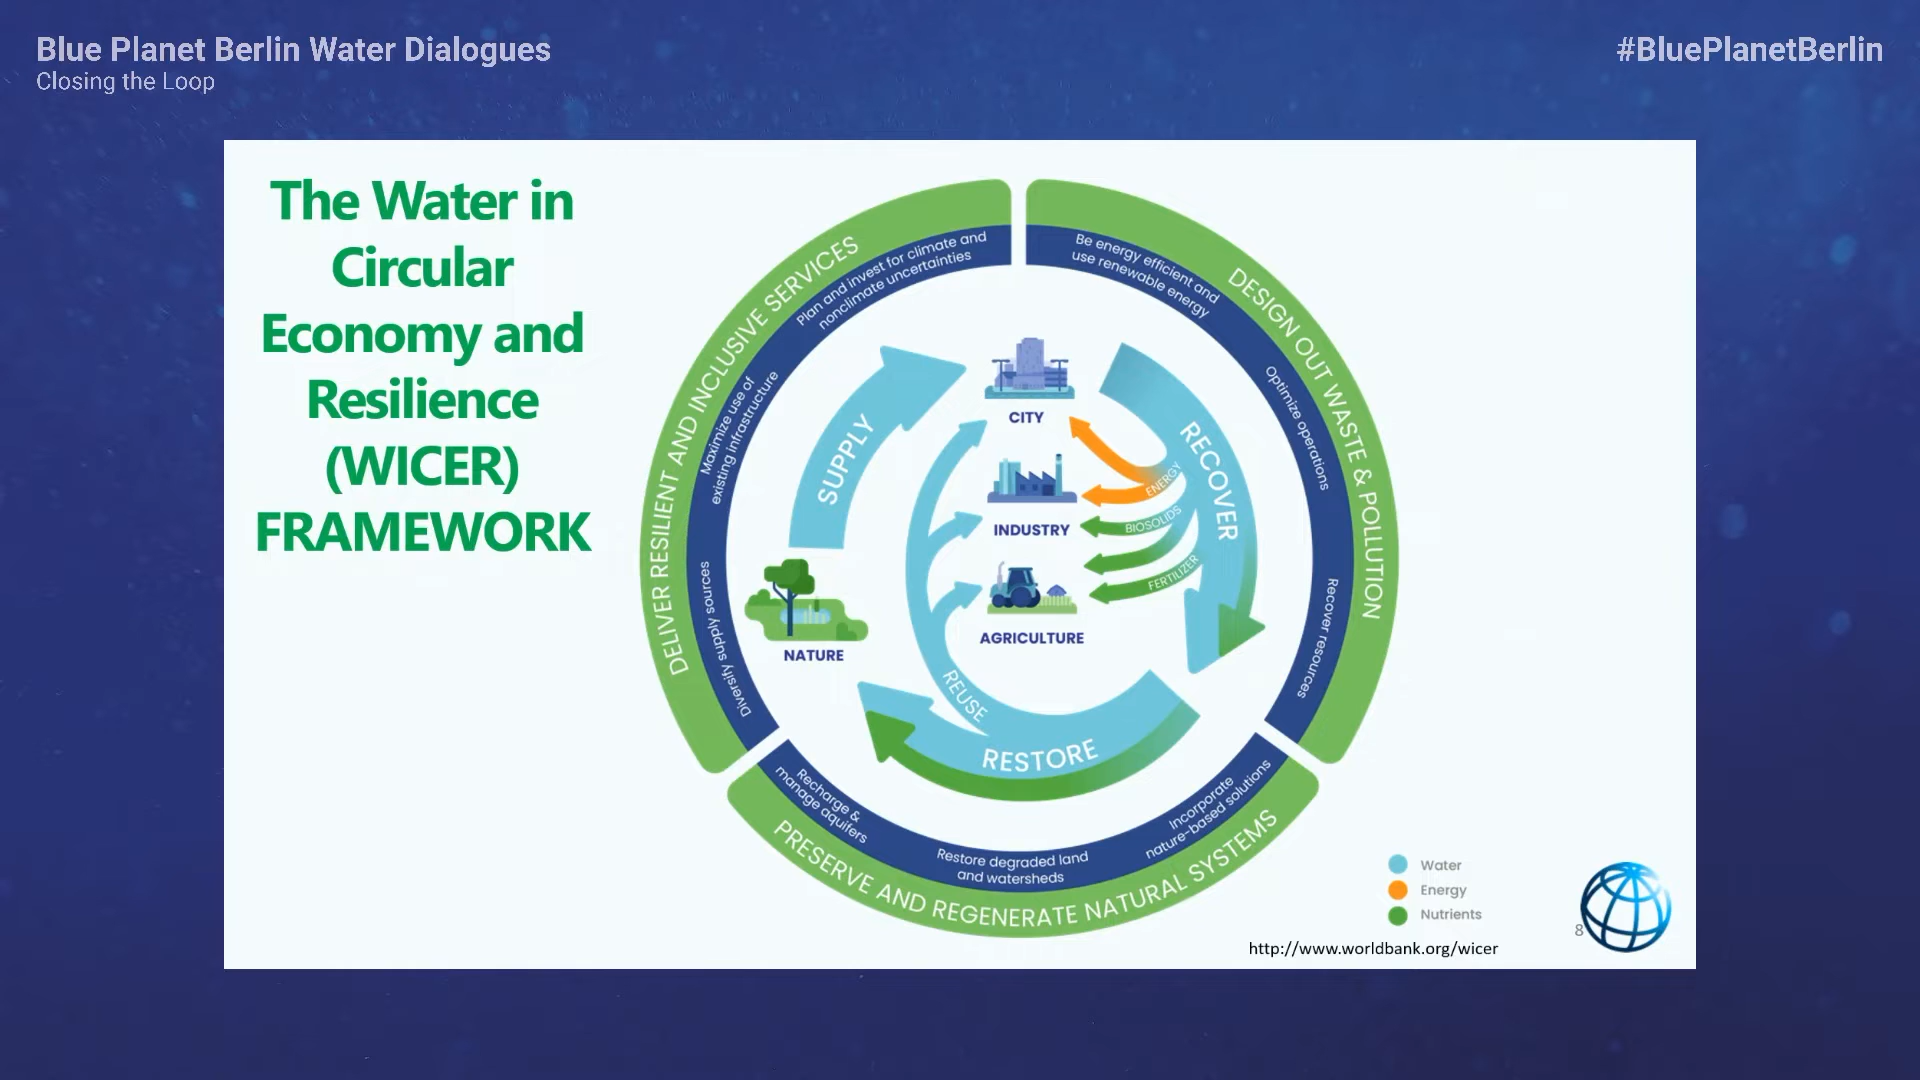 Blue Planet Berlin Water Dialogues
Closing the Loop
#BluePlanetBerlin
The Water in
Circular
Economy and
Resilience
(WICER)
FRAMEWORK
DELIVER RESILIENT AND INCLUSIVE SERVICES
Plan and invest for climate and
nonclimate uncertainties
Maximize use of
existing infrastructure
Diversify supply sources
DESIGN OUT WASTE & POLLUTION
Be energy efficient and
use renewable energy
Optimize operations
Recover resources
PRESERVE AND REGENERATE NATURAL SYSTEMS
Recharge &
manage aquifers
Restore degraded land
and watersheds
Incorporate
nature-based solutions
SUPPLY
CITY
RECOVER
ENERGY
INDUSTRY
BIOSOLIDS
FERTILIZER
AGRICULTURE
NATURE
REUSE
RESTORE
Water
Energy
Nutrients
8
http://www.worldbank.org/wicer